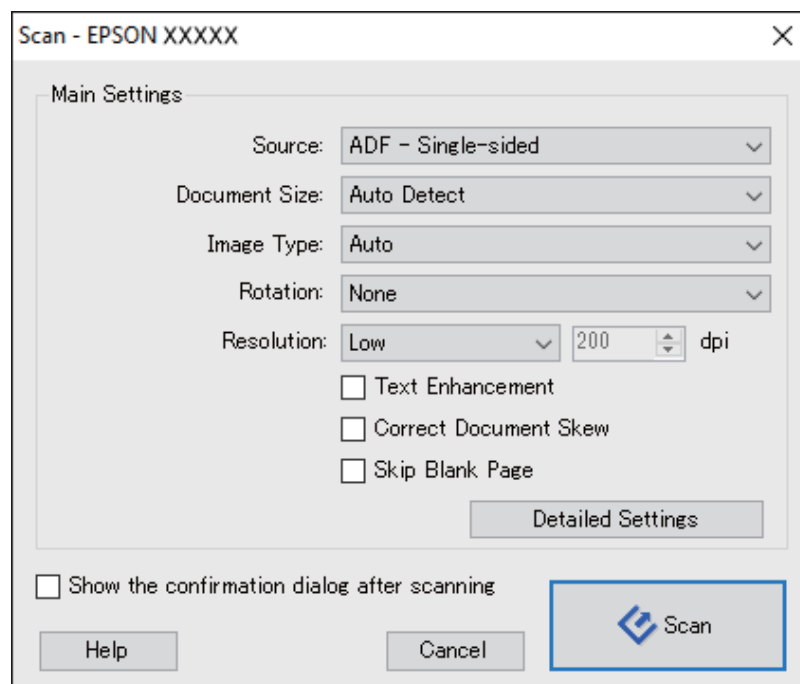 Scan - EPSON XXXXX
Main Settings
Source: ADF - Single-sided
Document Size: Auto Detect
Image Type: Auto
Rotation: None
Resolution: Low 200 dpi
Text Enhancement
Correct Document Skew
Skip Blank Page
Detailed Settings
Show the confirmation dialog after scanning
Help Cancel Scan